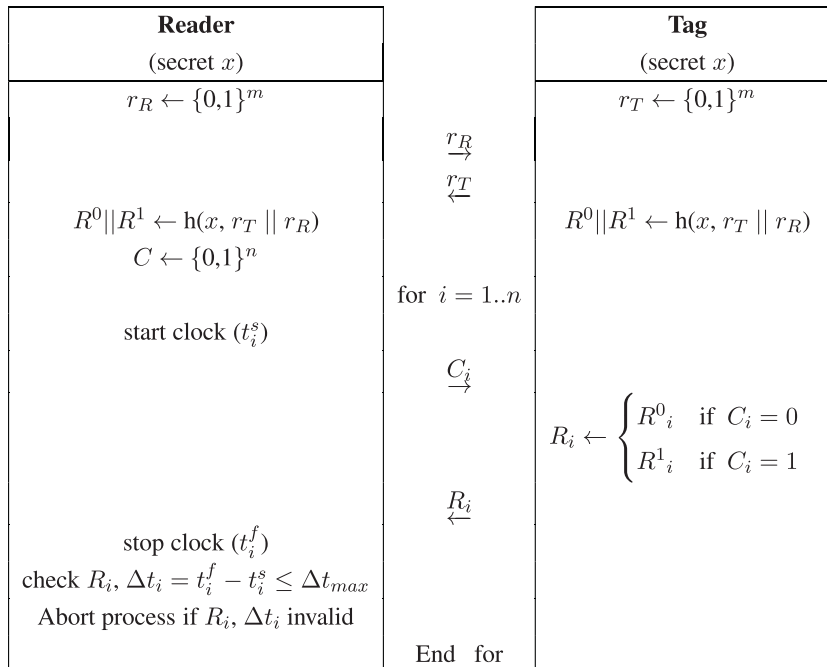 Reader Tag
(secret x) (secret x)
r_R ← {0,1}^m r_T ← {0,1}^m
r_R →
r_T ←
R^0||R^1 ← h(x, r_T || r_R) R^0||R^1 ← h(x, r_T || r_R)
C ← {0,1}^n
for i = 1..n
start clock (t_i^s)
C_i →
R_i ← { R^0_i if C_i = 0
R^1_i if C_i = 1
R_i ←
stop clock (t_i^f)
check R_i, Δt_i = t_i^f − t_i^s ≤ Δt_max
Abort process if R_i, Δt_i invalid
End for